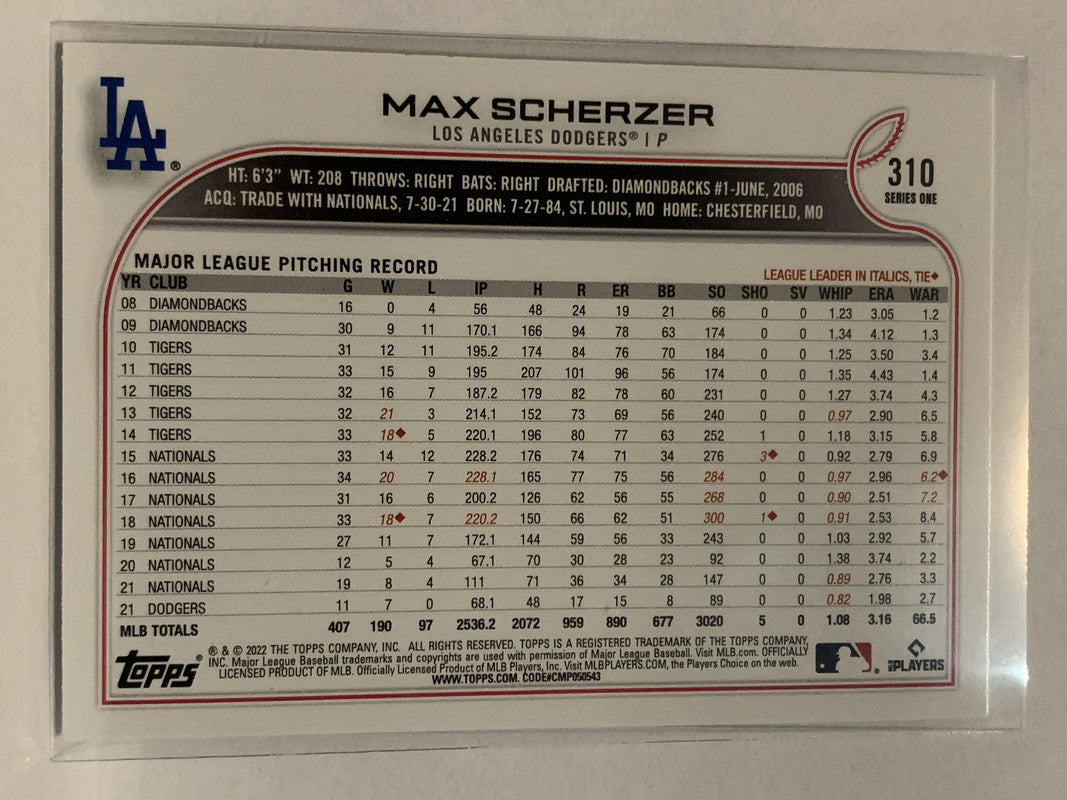 LA®
MAX SCHERZER
LOS ANGELES DODGERS® | P
310
SERIES ONE
HT: 6'3" WT: 208 THROWS: RIGHT BATS: RIGHT DRAFTED: DIAMONDBACKS #1-JUNE, 2006
ACQ: TRADE WITH NATIONALS, 7-30-21 BORN: 7-27-84, ST. LOUIS, MO HOME: CHESTERFIELD, MO
MAJOR LEAGUE PITCHING RECORD
LEAGUE LEADER IN ITALICS, TIE◆
YR CLUB G W L IP H R ER BB SO SHO SV WHIP ERA WAR
08 DIAMONDBACKS 16 0 4 56 48 24 19 21 66 0 0 1.23 3.05 1.2
09 DIAMONDBACKS 30 9 11 170.1 166 94 78 63 174 0 0 1.34 4.12 1.3
10 TIGERS 31 12 11 195.2 174 84 76 70 184 0 0 1.25 3.50 3.4
11 TIGERS 33 15 9 195 207 101 96 56 174 0 0 1.35 4.43 1.4
12 TIGERS 32 16 7 187.2 179 82 78 60 231 0 0 1.27 3.74 4.3
13 TIGERS 32 21 3 214.1 152 73 69 56 240 0 0 0.97 2.90 6.5
14 TIGERS 33 18◆ 5 220.1 196 80 77 63 252 1 0 1.18 3.15 5.8
15 NATIONALS 33 14 12 228.2 176 74 71 34 276 3◆ 0 0.92 2.79 6.9
16 NATIONALS 34 20 7 228.1 165 77 75 56 284 0 0 0.97 2.96 6.2◆
17 NATIONALS 31 16 6 200.2 126 62 56 55 268 0 0 0.90 2.51 7.2
18 NATIONALS 33 18◆ 7 220.2 150 66 62 51 300 1◆ 0 0.91 2.53 8.4
19 NATIONALS 27 11 7 172.1 144 59 56 33 243 0 0 1.03 2.92 5.7
20 NATIONALS 12 5 4 67.1 70 30 28 23 92 0 0 1.38 3.74 2.2
21 NATIONALS 19 8 4 111 71 36 34 28 147 0 0 0.89 2.76 3.3
21 DODGERS 11 7 0 68.1 48 17 15 8 89 0 0 0.82 1.98 2.7
MLB TOTALS 407 190 97 2536.2 2072 959 890 677 3020 5 0 1.08 3.16 66.5
Topps®
® & © 2022 THE TOPPS COMPANY, INC. ALL RIGHTS RESERVED. TOPPS IS A REGISTERED TRADEMARK OF THE TOPPS COMPANY,
INC. Major League Baseball trademarks and copyrights are used with permission of Major League Baseball. Visit MLB.com. OFFICIALLY
LICENSED PRODUCT OF MLB. Officially Licensed Product of MLB Players, Inc. Visit MLBPLAYERS.COM, the Players Choice on the web.
WWW.TOPPS.COM. CODE#CMP050543
MLB PLAYERS